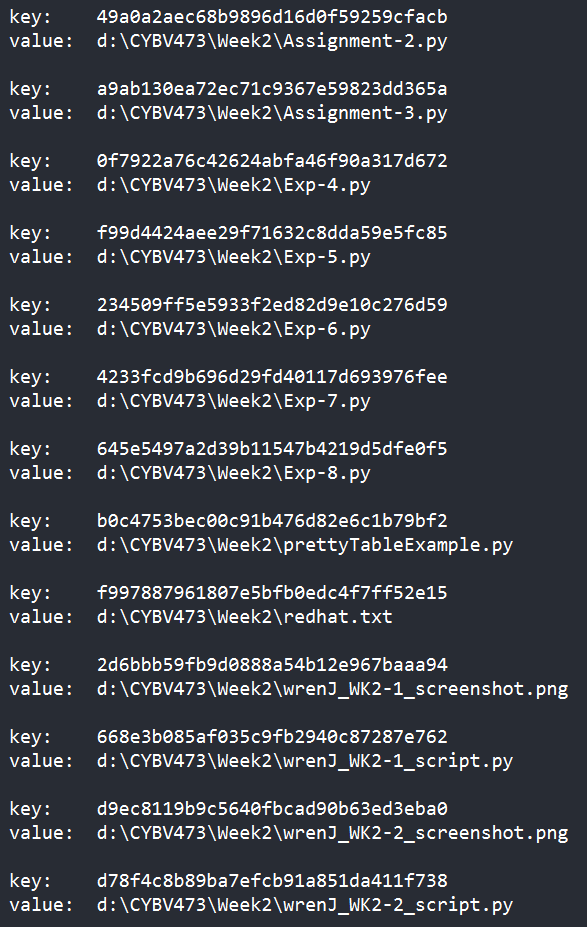 key:    49a0a2aec68b9896d16d0f59259cfacb
value:  d:\CYBV473\Week2\Assignment-2.py
key:    a9ab130ea72ec71c9367e59823dd365a
value:  d:\CYBV473\Week2\Assignment-3.py
key:    0f7922a76c42624abfa46f90a317d672
value:  d:\CYBV473\Week2\Exp-4.py
key:    f99d4424aee29f71632c8dda59e5fc85
value:  d:\CYBV473\Week2\Exp-5.py
key:    234509ff5e5933f2ed82d9e10c276d59
value:  d:\CYBV473\Week2\Exp-6.py
key:    4233fcd9b696d29fd40117d693976fee
value:  d:\CYBV473\Week2\Exp-7.py
key:    645e5497a2d39b11547b4219d5dfe0f5
value:  d:\CYBV473\Week2\Exp-8.py
key:    b0c4753bec00c91b476d82e6c1b79bf2
value:  d:\CYBV473\Week2\prettyTableExample.py
key:    f997887961807e5bfb0edc4f7ff52e15
value:  d:\CYBV473\Week2\redhat.txt
key:    2d6bbb59fb9d0888a54b12e967baaa94
value:  d:\CYBV473\Week2\wrenJ_WK2-1_screenshot.png
key:    668e3b085af035c9fb2940c87287e762
value:  d:\CYBV473\Week2\wrenJ_WK2-1_script.py
key:    d9ec8119b9c5640fbcad90b63ed3eba0
value:  d:\CYBV473\Week2\wrenJ_WK2-2_screenshot.png
key:    d78f4c8b89ba7efcb91a851da411f738
value:  d:\CYBV473\Week2\wrenJ_WK2-2_script.py